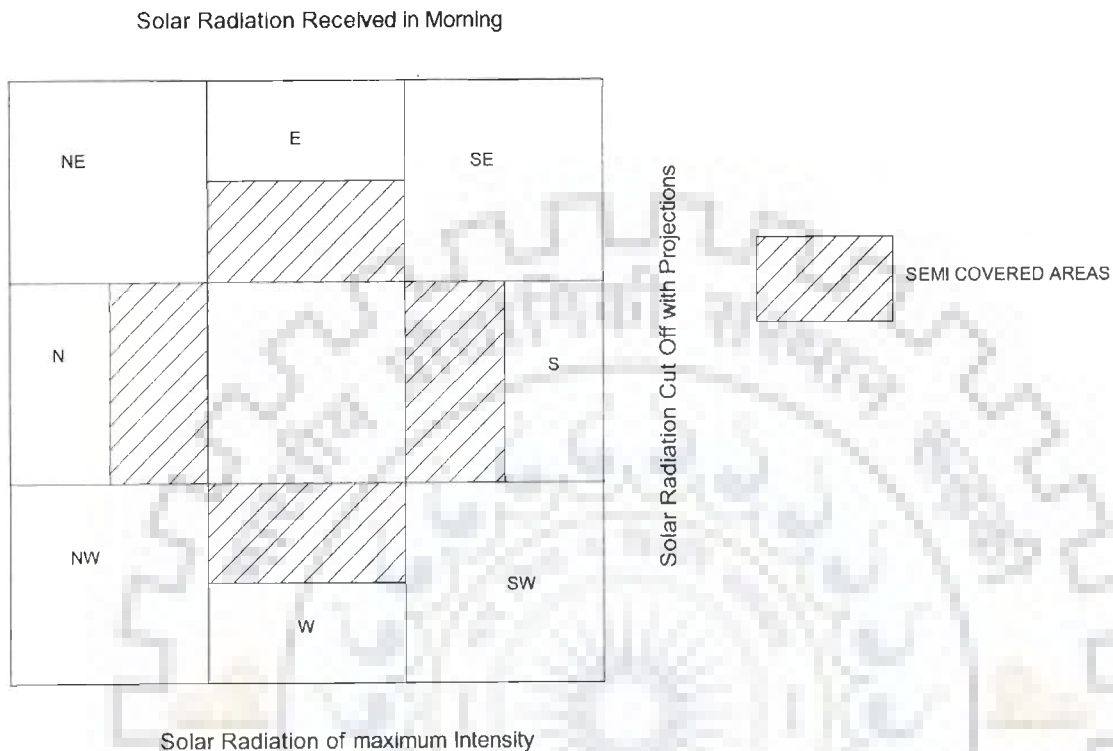 Solar Radiation Received in Morning
NE
E
SE
Solar Radiation Cut Off with Projections
SEMI COVERED AREAS
N
S
NW
W
SW
Solar Radiation of maximum Intensity